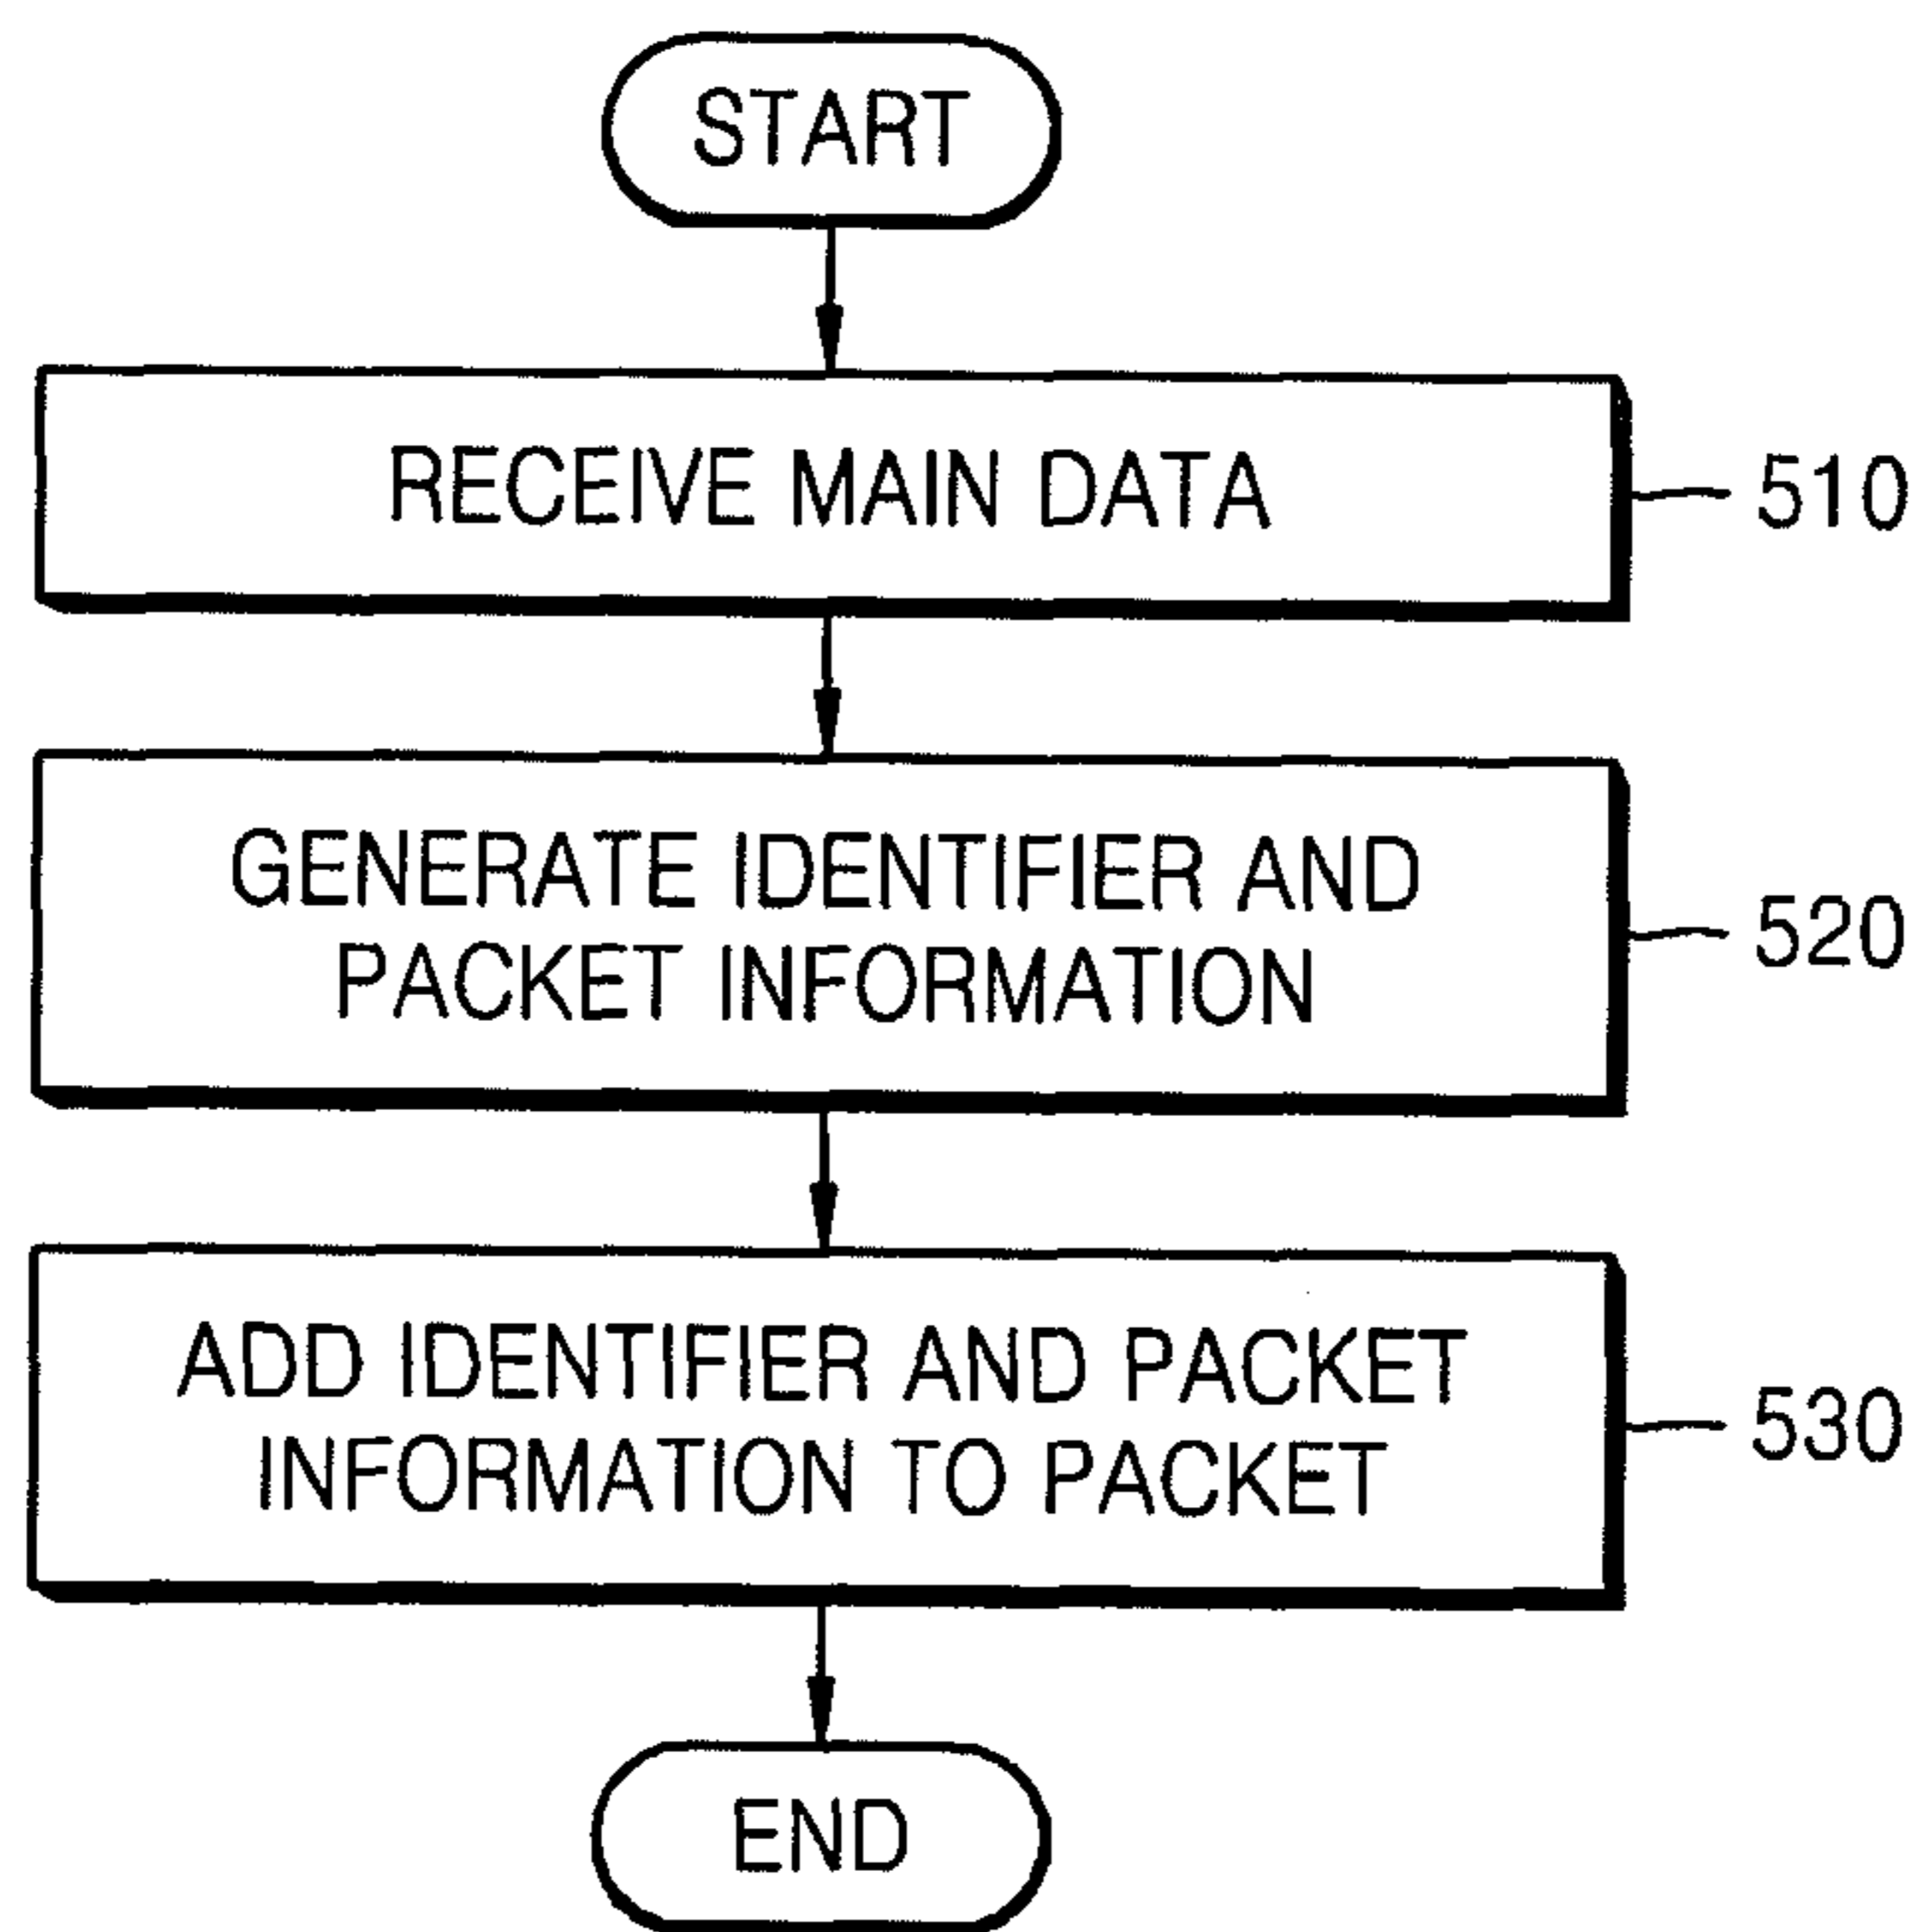 START
RECEIVE MAIN DATA
510
GENERATE IDENTIFIER AND
PACKET INFORMATION
520
ADD IDENTIFIER AND PACKET
INFORMATION TO PACKET
530
END